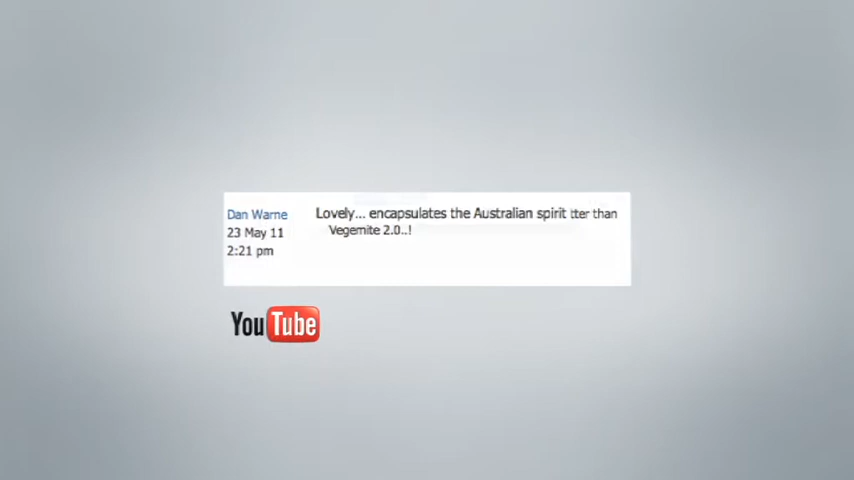 Dan Warne
23 May 11
2:21 pm
Lovely... encapsulates the Australian spirit tter than
Vegemite 2.0..!
YouTube